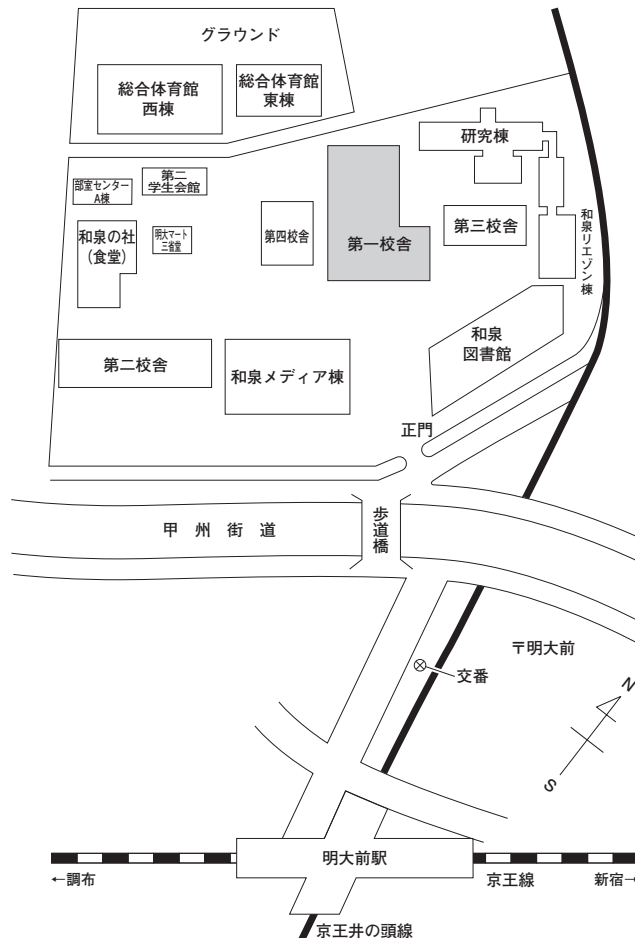 グラウンド
総合体育館
西棟
総合体育館
東棟
研究棟
第二
学生会館
部室センター
A棟
和泉の杜
(食堂)
明大マート
三省堂
第四校舎
第一校舎
第三校舎
和泉リエゾン棟
和泉
図書館
第二校舎
和泉メディア棟
正門
甲州街道
歩道橋
〒明大前
交番
N
S
明大前駅
←調布
京王線
新宿→
京王井の頭線